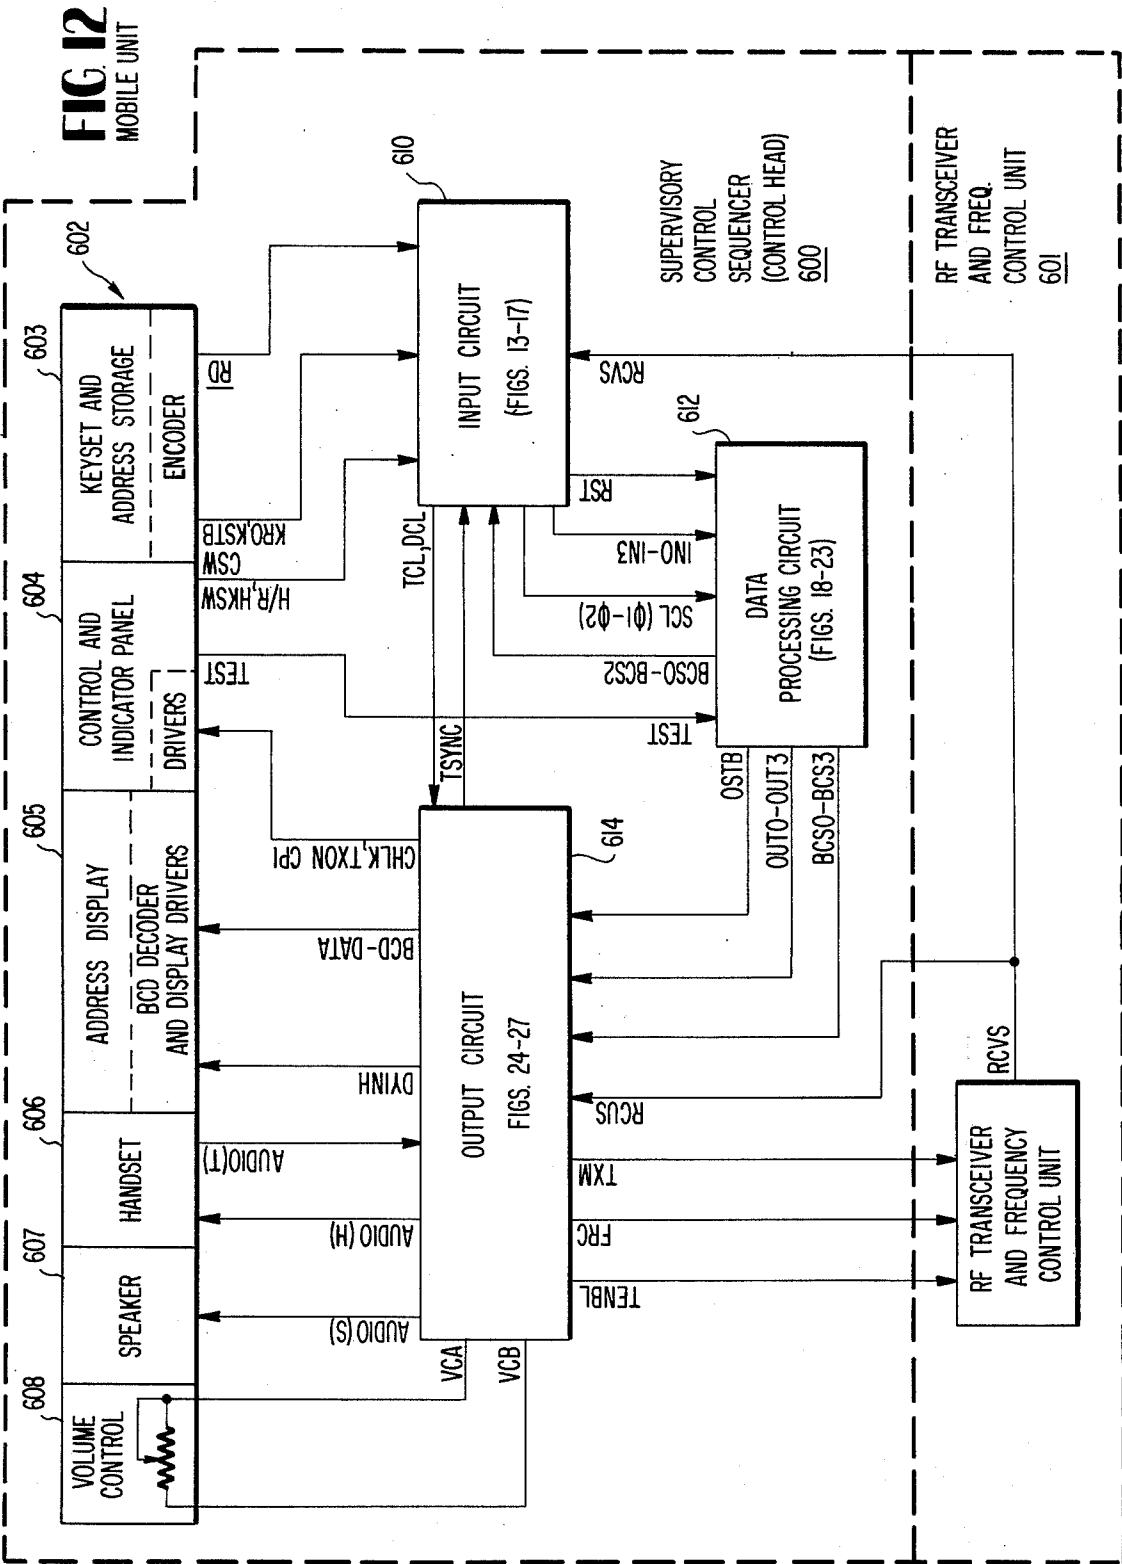 FIG. 12
MOBILE UNIT
602
608
607
606
605
604
603
VOLUME
CONTROL
SPEAKER
HANDSET
ADDRESS DISPLAY
BCD DECODER
AND DISPLAY DRIVERS
CONTROL AND
INDICATOR PANEL
DRIVERS
KEYSET AND
ADDRESS STORAGE
ENCODER
AUDIO(S)
AUDIO(H)
AUDIO(T)
DYINH
BCD-DATA
CHLK,TXON CPI
TEST
TEST
H/R,HKSW
CSW
KRO,KSTB
RD
VCA
VCB
TCL,DCL
TSYNC
610
INPUT CIRCUIT
(FIGS. 13-17)
614
OUTPUT CIRCUIT
FIGS. 24-27
BCSO-BCS2
SCL (φ1-φ2)
INO-IN3
RST
RCVS
612
DATA
PROCESSING CIRCUIT
(FIGS. 18-23)
OSTB
OUTO-OUT3
BCSO-BCS3
SUPERVISORY
CONTROL
SEQUENCER
(CONTROL HEAD)
600
TENBL
FRC
TXM
RCUS
RCVS
RF TRANSCEIVER
AND FREQUENCY
CONTROL UNIT
RF TRANSCEIVER
AND FREQ.
CONTROL UNIT
601